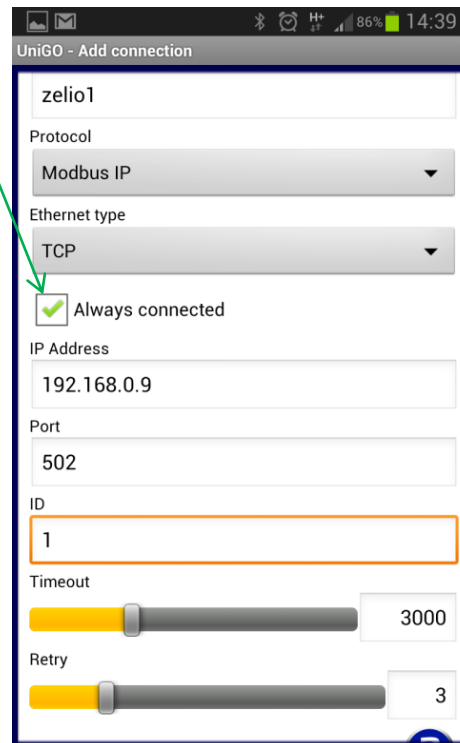 H+ 86% 14:39
UniGO - Add connection
zelio1
Protocol
Modbus IP
Ethernet type
TCP
Always connected
IP Address
192.168.0.9
Port
502
ID
1
Timeout
3000
Retry
3